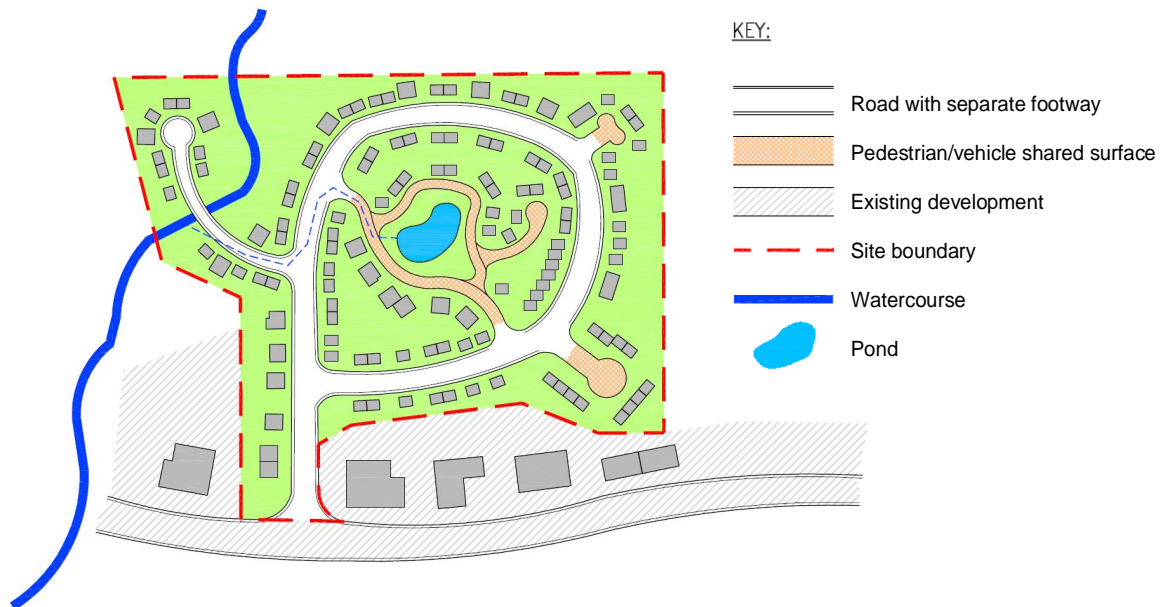 KEY:
Road with separate footway
Pedestrian/vehicle shared surface
Existing development
Site boundary
Watercourse
Pond